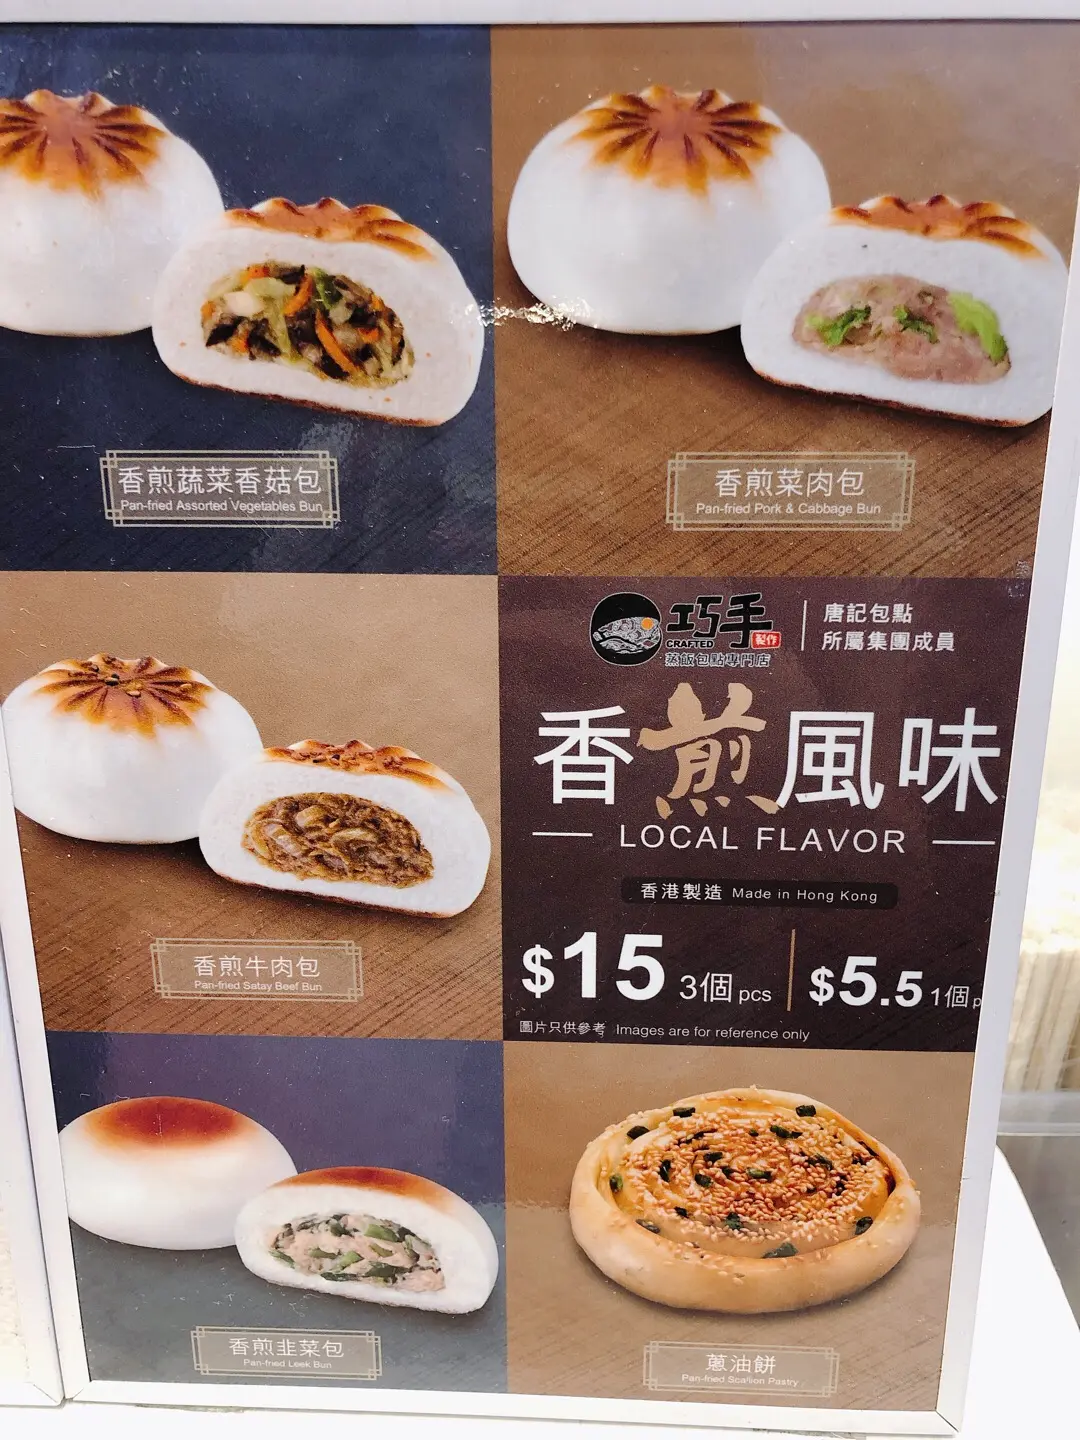 香煎蔬菜香菇包
Pan-fried Assorted Vegetables Bun
香煎菜肉包
Pan-fried Pork & Cabbage Bun
香煎牛肉包
Pan-fried Satay Beef Bun
巧手
CRAFTED 製作
蒸飯包點專門店
唐記包點
所屬集團成員
香煎風味
LOCAL FLAVOR
香港製造 Made in Hong Kong
$15 3個 pcs
$5.5 1個 p
圖片只供參考 Images are for reference only
香煎韭菜包
Pan-fried Leek Bun
蔥油餅
Pan-fried Scallion Pastry